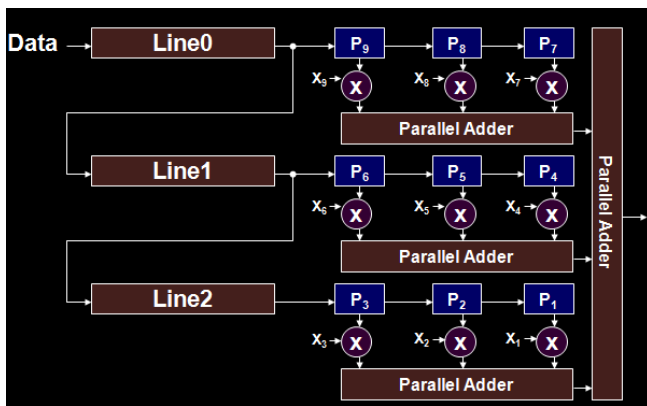 Data Line0 P₉ P₈ P₇
X₉ X X₈ X X₇ X
Parallel Adder
Line1 P₆ P₅ P₄
X₆ X X₅ X X₄ X
Parallel Adder
Line2 P₃ P₂ P₁
X₃ X X₂ X X₁ X
Parallel Adder
Parallel Adder